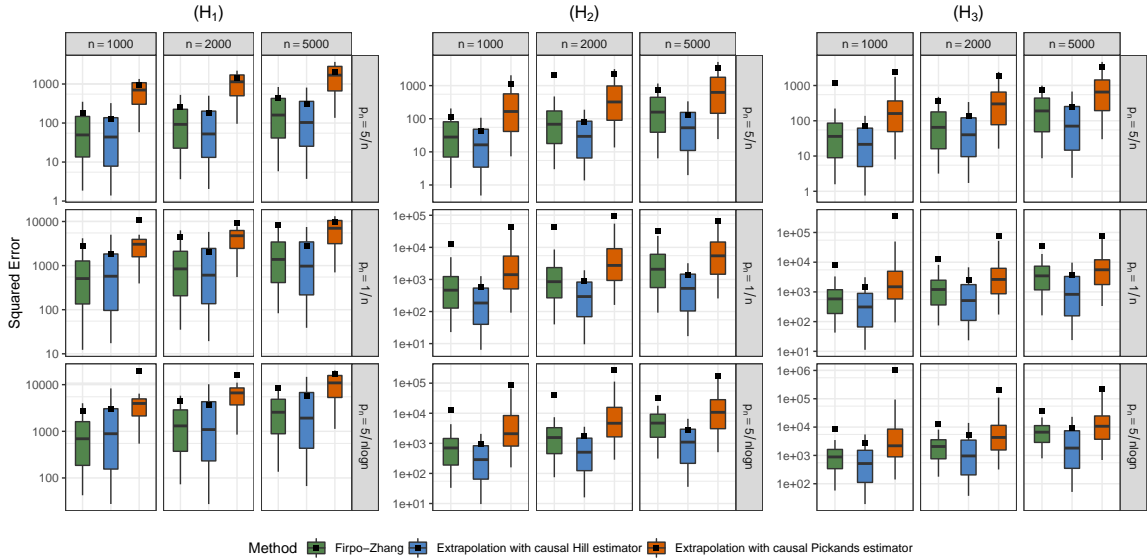 (H₁)
(H₂)
(H₃)
n = 1000
n = 2000
n = 5000
n = 1000
n = 2000
n = 5000
n = 1000
n = 2000
n = 5000
Squared Error
1000
100
10
1
pₙ = 5/n
1000
100
10
1
pₙ = 5/n
1000
100
10
1
pₙ = 5/n
10000
1000
100
10
pₙ = 1/n
1e+05
1e+04
1e+03
1e+02
1e+01
pₙ = 1/n
1e+05
1e+04
1e+03
1e+02
1e+01
pₙ = 1/n
10000
1000
100
pₙ = 5/nlogn
1e+05
1e+04
1e+03
1e+02
1e+01
pₙ = 5/nlogn
1e+06
1e+05
1e+04
1e+03
1e+02
pₙ = 5/nlogn
Method Firpo−Zhang Extrapolation with causal Hill estimator Extrapolation with causal Pickands estimator